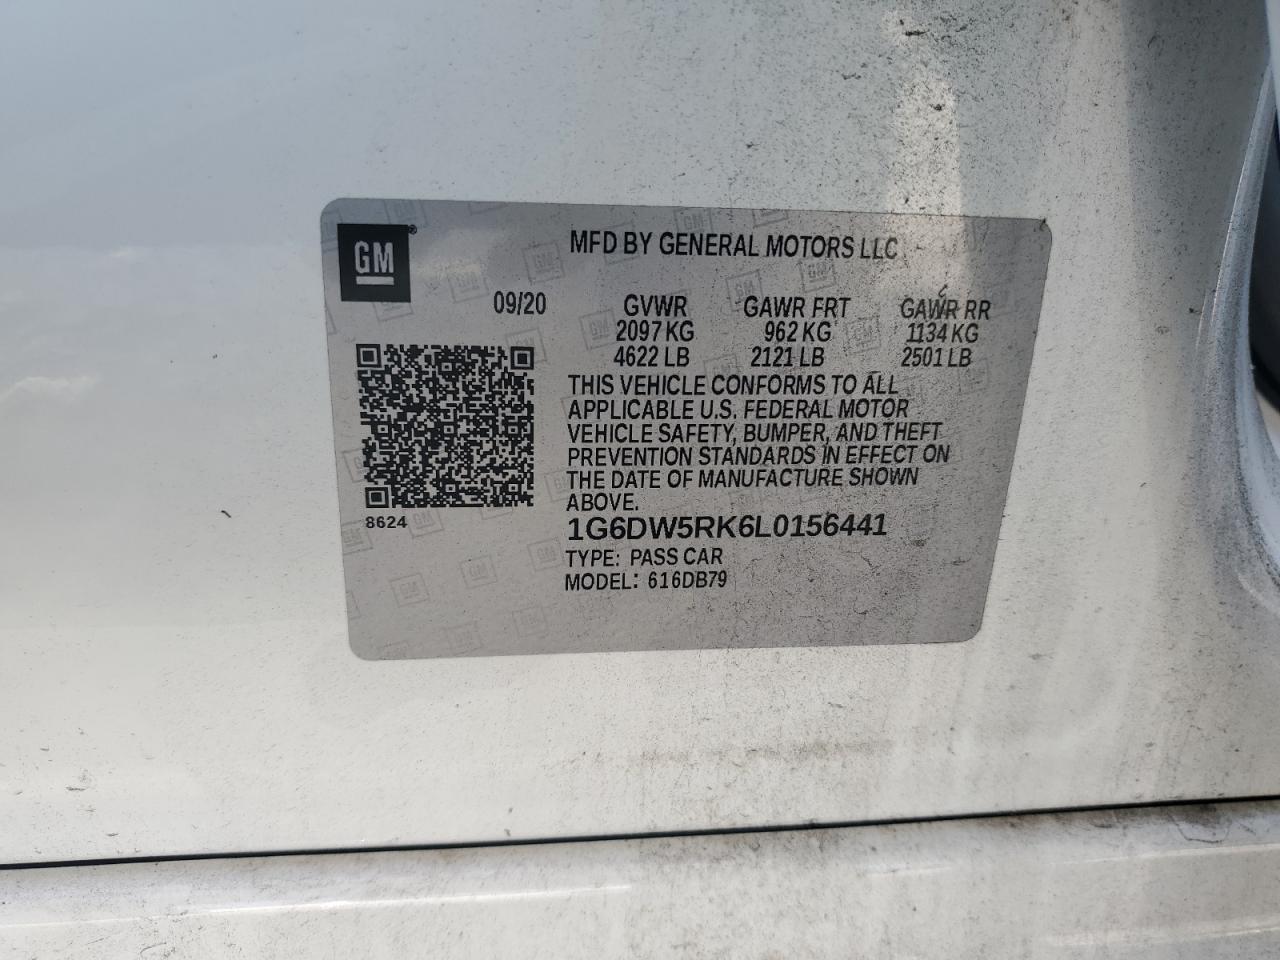 GM®
MFD BY GENERAL MOTORS LLC
09/20
GVWR GAWR FRT GAWR RR
2097 KG 962 KG 1134 KG
4622 LB 2121 LB 2501 LB
THIS VEHICLE CONFORMS TO ALL
APPLICABLE U.S. FEDERAL MOTOR
VEHICLE SAFETY, BUMPER, AND THEFT
PREVENTION STANDARDS IN EFFECT ON
THE DATE OF MANUFACTURE SHOWN
ABOVE.
8624
1G6DW5RK6L0156441
TYPE: PASS CAR
MODEL: 616DB79